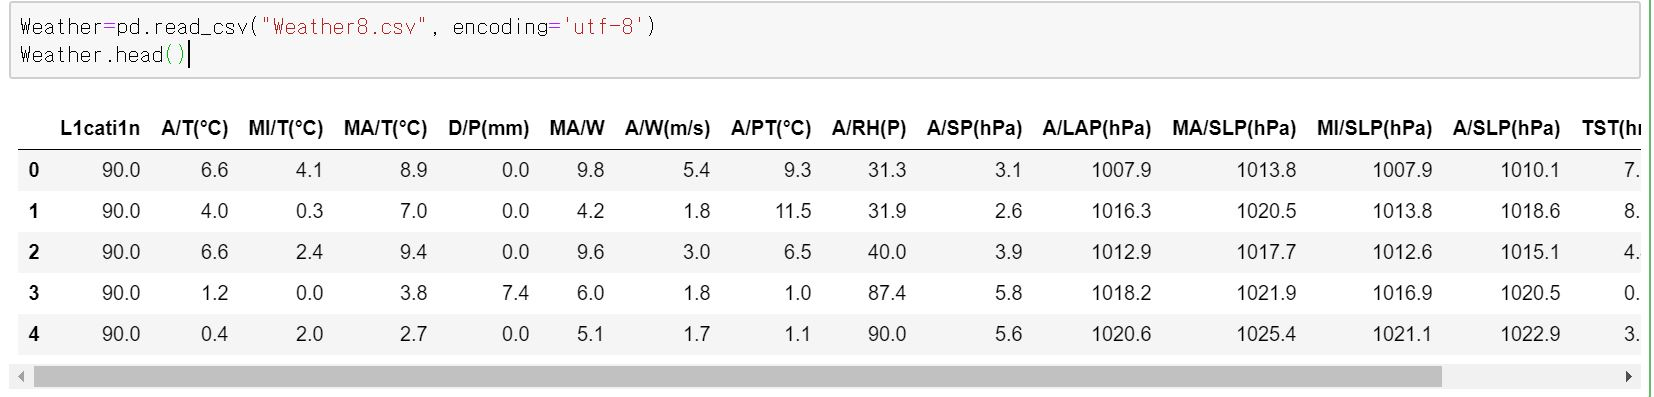 Weather=pd.read_csv("Weather8.csv", encoding='utf-8')
Weather.head()
L1cati1n A/T(°C) MI/T(°C) MA/T(°C) D/P(mm) MA/W A/W(m/s) A/PT(°C) A/RH(P) A/SP(hPa) A/LAP(hPa) MA/SLP(hPa) MI/SLP(hPa) A/SLP(hPa) TST(h
0 90.0 6.6 4.1 8.9 0.0 9.8 5.4 9.3 31.3 3.1 1007.9 1013.8 1007.9 1010.1 7.
1 90.0 4.0 0.3 7.0 0.0 4.2 1.8 11.5 31.9 2.6 1016.3 1020.5 1013.8 1018.6 8.
2 90.0 6.6 2.4 9.4 0.0 9.6 3.0 6.5 40.0 3.9 1012.9 1017.7 1012.6 1015.1 4.
3 90.0 1.2 0.0 3.8 7.4 6.0 1.8 1.0 87.4 5.8 1018.2 1021.9 1016.9 1020.5 0.
4 90.0 0.4 2.0 2.7 0.0 5.1 1.7 1.1 90.0 5.6 1020.6 1025.4 1021.1 1022.9 3.